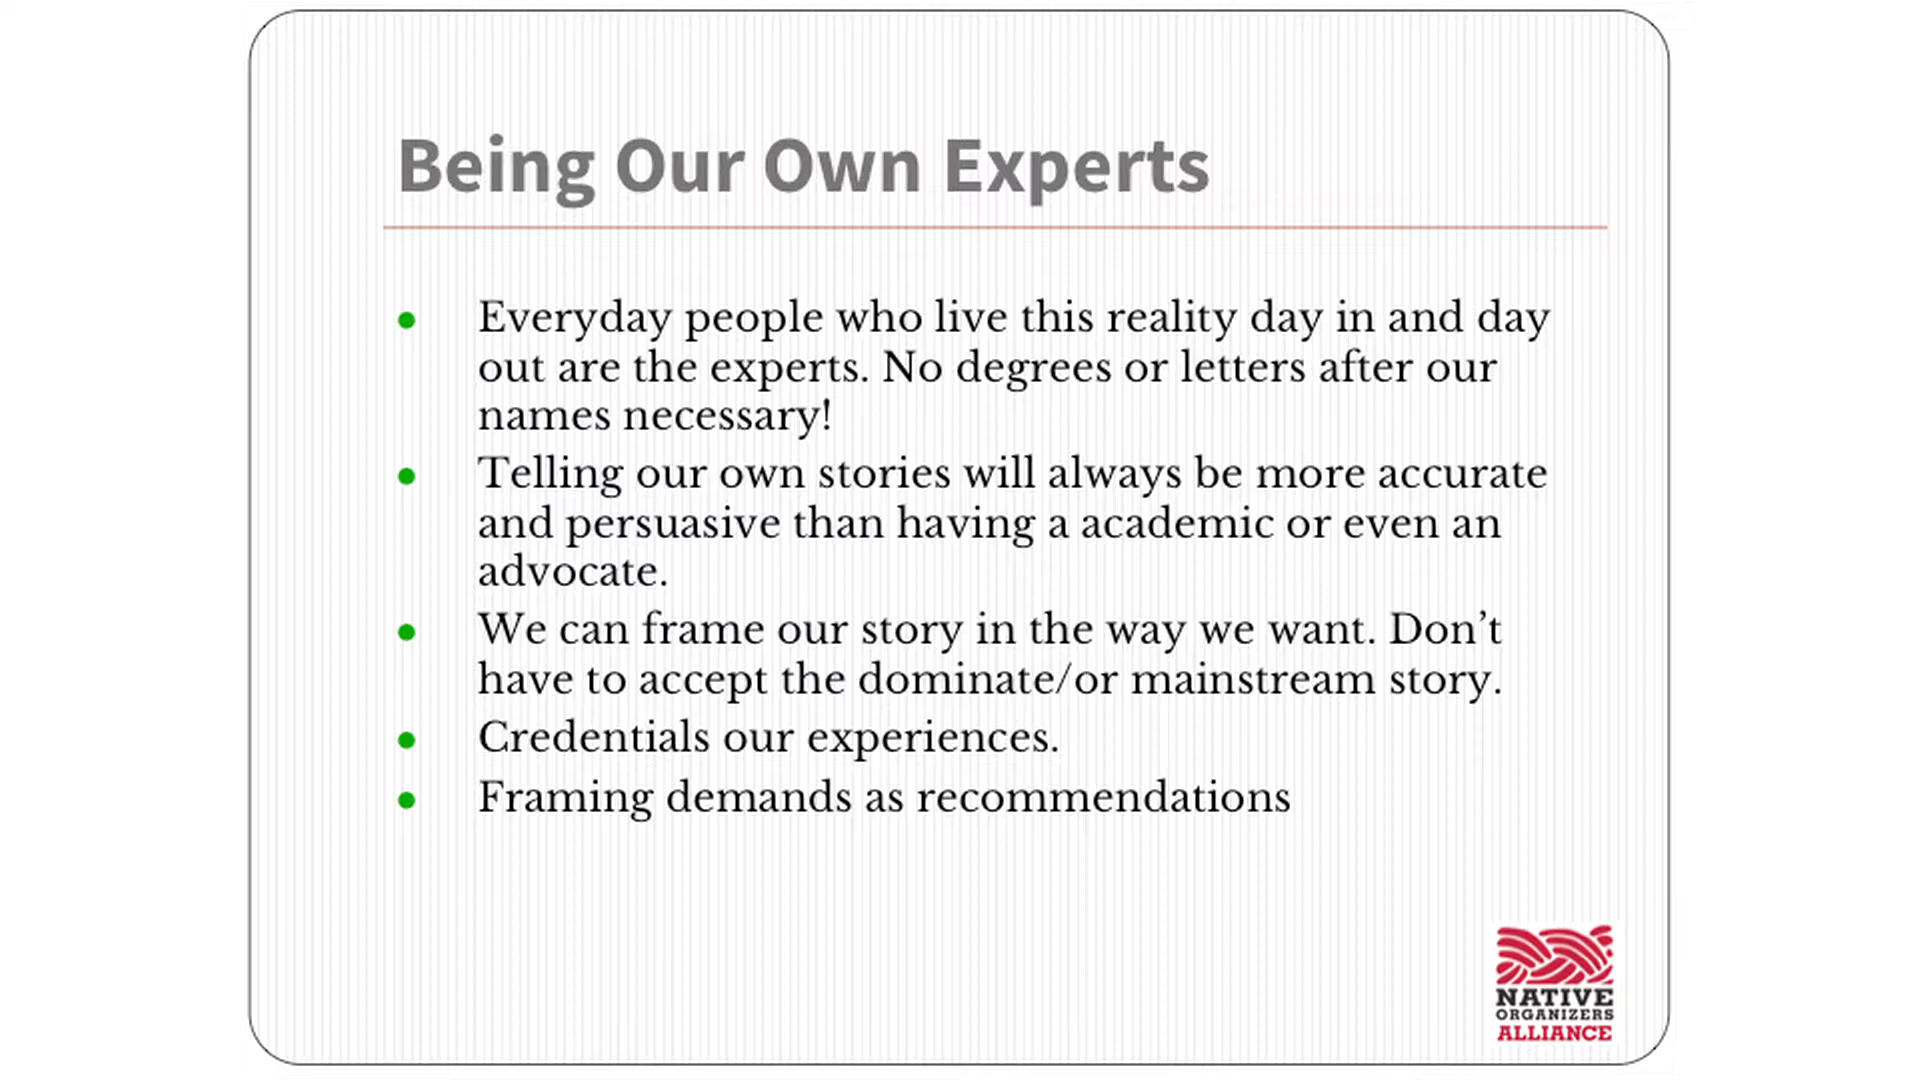 Being Our Own Experts
Everyday people who live this reality day in and day
out are the experts. No degrees or letters after our
names necessary!
Telling our own stories will always be more accurate
and persuasive than having a academic or even an
advocate.
We can frame our story in the way we want. Don’t
have to accept the dominate/or mainstream story.
Credentials our experiences.
Framing demands as recommendations
NATIVE
ORGANIZERS
ALLIANCE